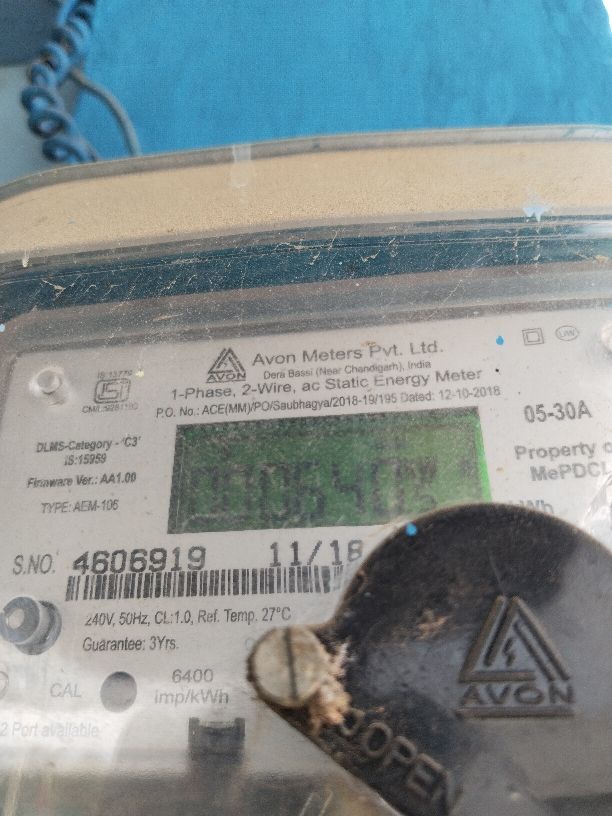 Avon Meters Pvt. Ltd.
Dera Bassi (Near Chandigarh), India
AVON
1-Phase, 2-Wire, ac Static Energy Meter
P.O. No.: ACE(MM)/PO/Saubhagya/2018-19/195 Dated: 12-10-2018
IS:13779
ISI
DLMS-Category - 'C3'
IS:15959
Firmware Ver.: AA1.00
TYPE: AEM-106
05-30A
Property o
MePDCL
S.NO. 4606919 11/18
240V, 50Hz, CL:1.0, Ref. Temp. 27°C
Guarantee: 3Yrs.
CAL
6400
imp/kWh
2 Port available
AVON
OPEN